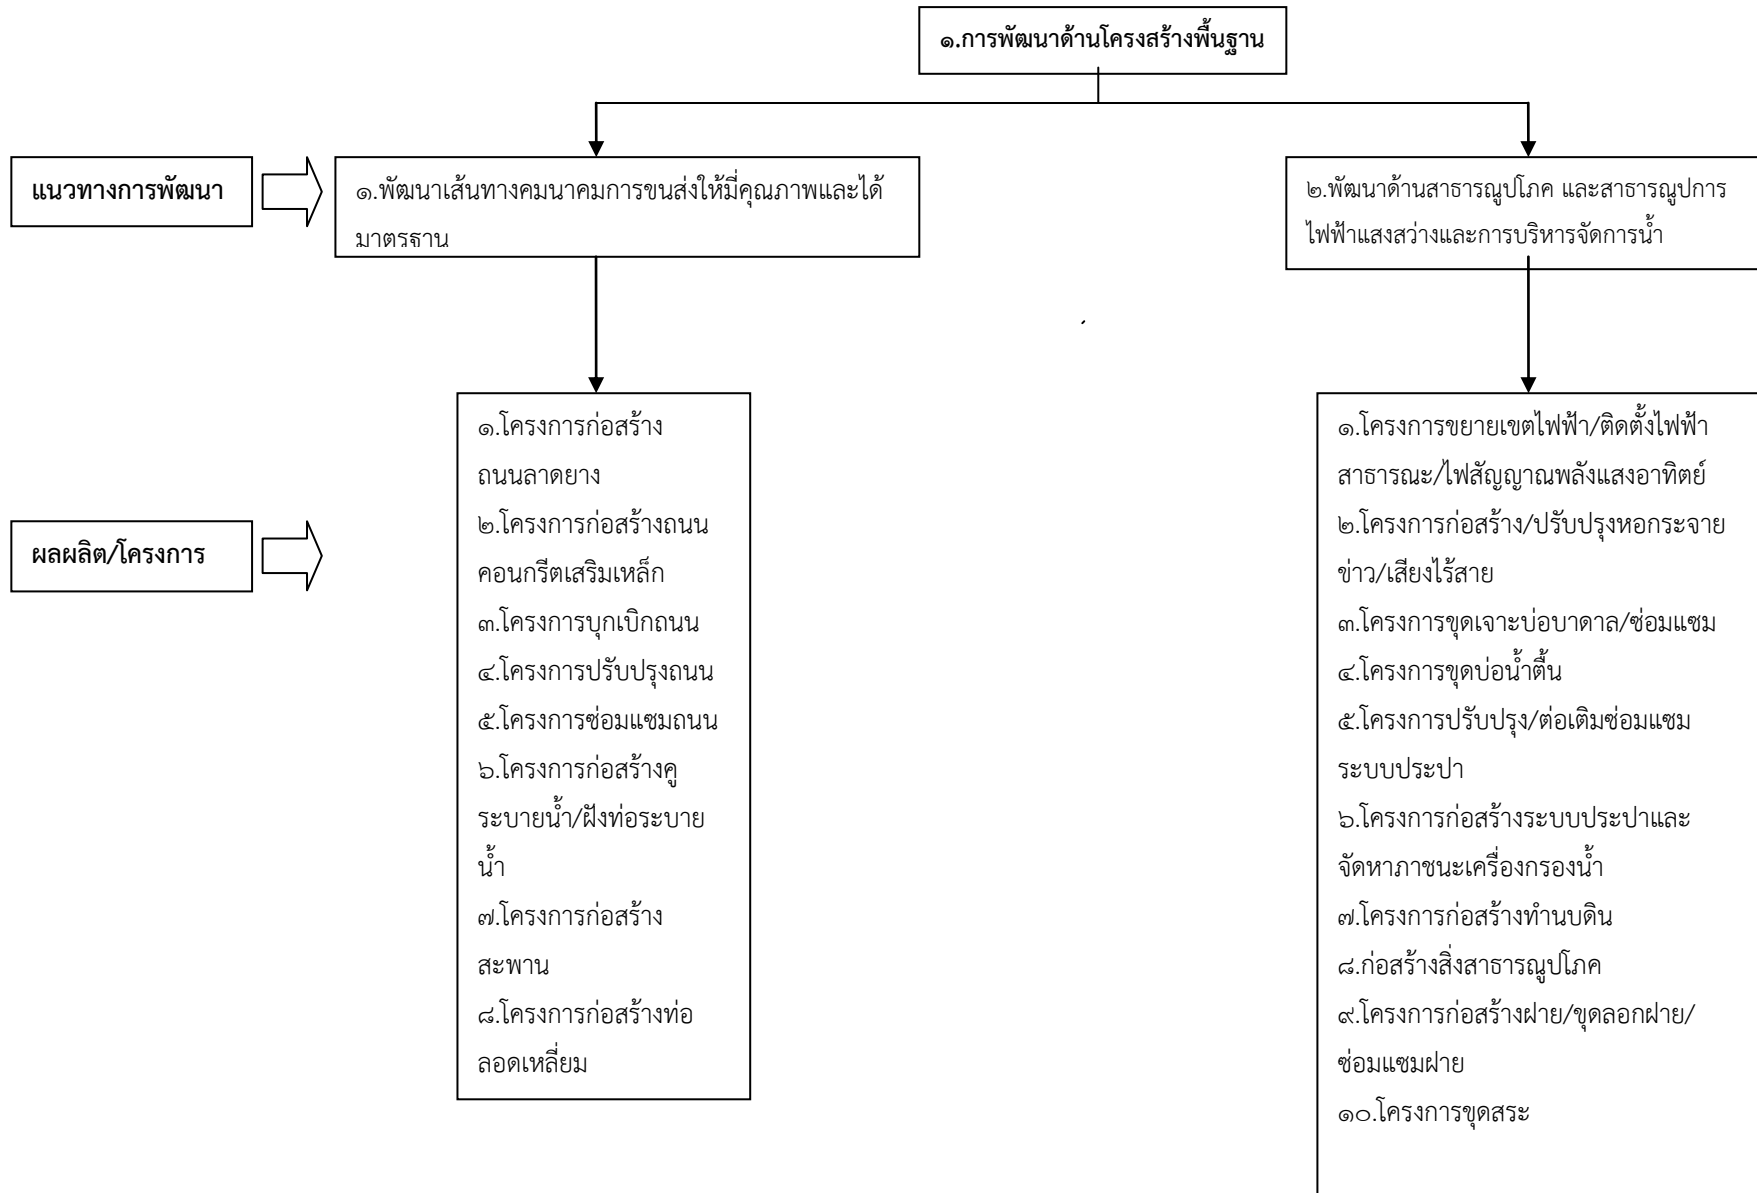 ๑.การพัฒนาด้านโครงสร้างพื้นฐาน
แนวทางการพัฒนา
๑.พัฒนาเส้นทางคมนาคมการขนส่งให้มี่คุณภาพและได้
มาตรฐาน
๒.พัฒนาด้านสาธารณูปโภค และสาธารณูปการ
ไฟฟ้าแสงสว่างและการบริหารจัดการน้ำ
ผลผลิต/โครงการ
๑.โครงการก่อสร้าง
ถนนลาดยาง
๒.โครงการก่อสร้างถนน
คอนกรีตเสริมเหล็ก
๓.โครงการบุกเบิกถนน
๔.โครงการปรับปรุงถนน
๕.โครงการซ่อมแซมถนน
๖.โครงการก่อสร้างคู
ระบายน้ำ/ฝังท่อระบาย
น้ำ
๗.โครงการก่อสร้าง
สะพาน
๘.โครงการก่อสร้างท่อ
ลอดเหลี่ยม
๑.โครงการขยายเขตไฟฟ้า/ติดตั้งไฟฟ้า
สาธารณะ/ไฟสัญญาณพลังแสงอาทิตย์
๒.โครงการก่อสร้าง/ปรับปรุงหอกระจาย
ข่าว/เสียงไร้สาย
๓.โครงการขุดเจาะบ่อบาดาล/ซ่อมแซม
๔.โครงการขุดบ่อน้ำตื้น
๕.โครงการปรับปรุง/ต่อเติมซ่อมแซม
ระบบประปา
๖.โครงการก่อสร้างระบบประปาและ
จัดหาภาชนะเครื่องกรองน้ำ
๗.โครงการก่อสร้างทำนบดิน
๘.ก่อสร้างสิ่งสาธารณูปโภค
๙.โครงการก่อสร้างฝาย/ขุดลอกฝาย/
ซ่อมแซมฝาย
๑๐.โครงการขุดสระ